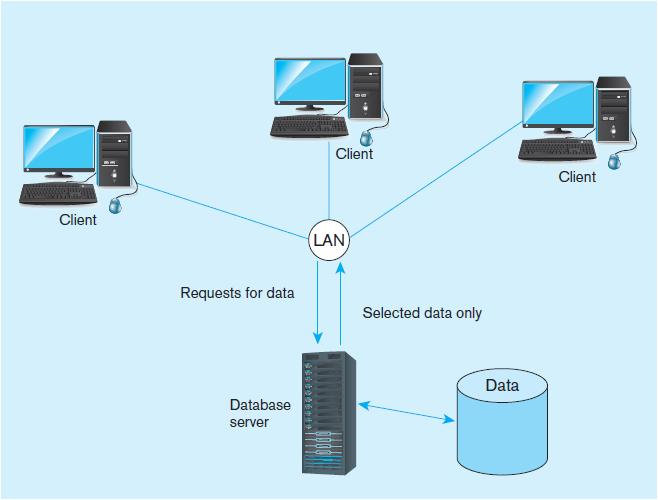 Client
Client
Client
LAN
Requests for data
Selected data only
Data
Database
server